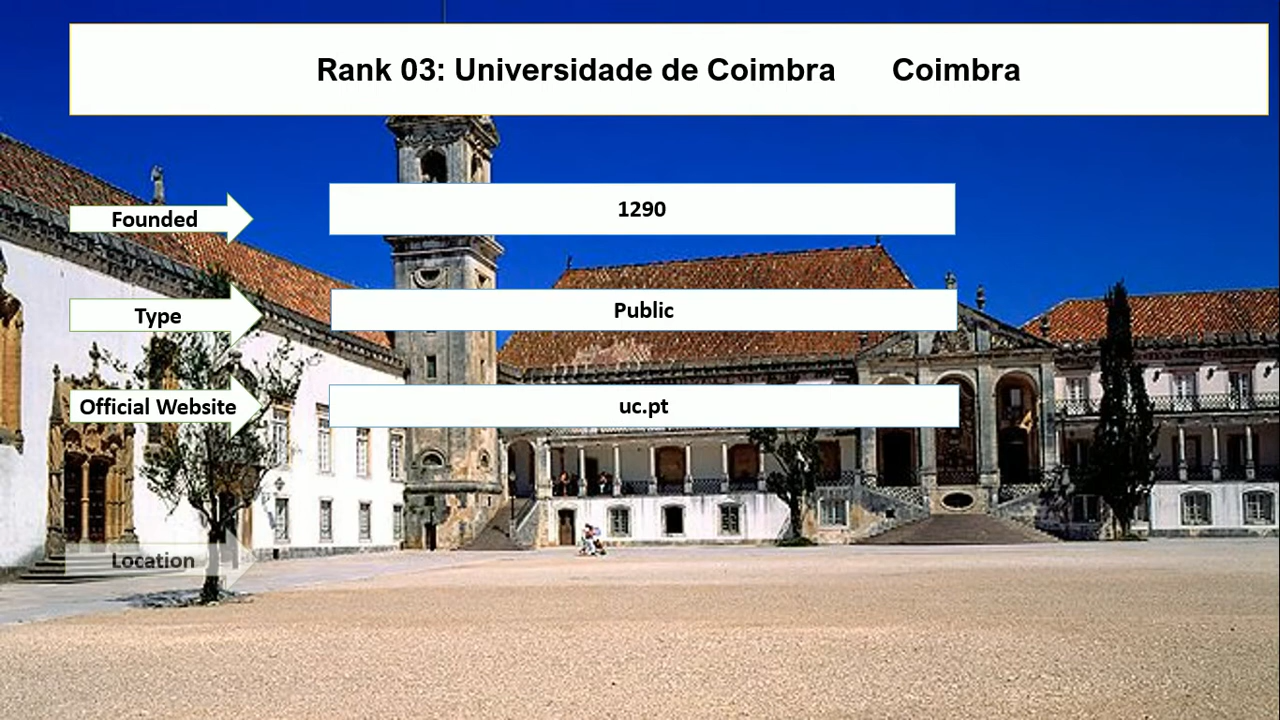 Rank 03: Universidade de Coimbra Coimbra
Founded
1290
Type
Public
Official Website
uc.pt
Location